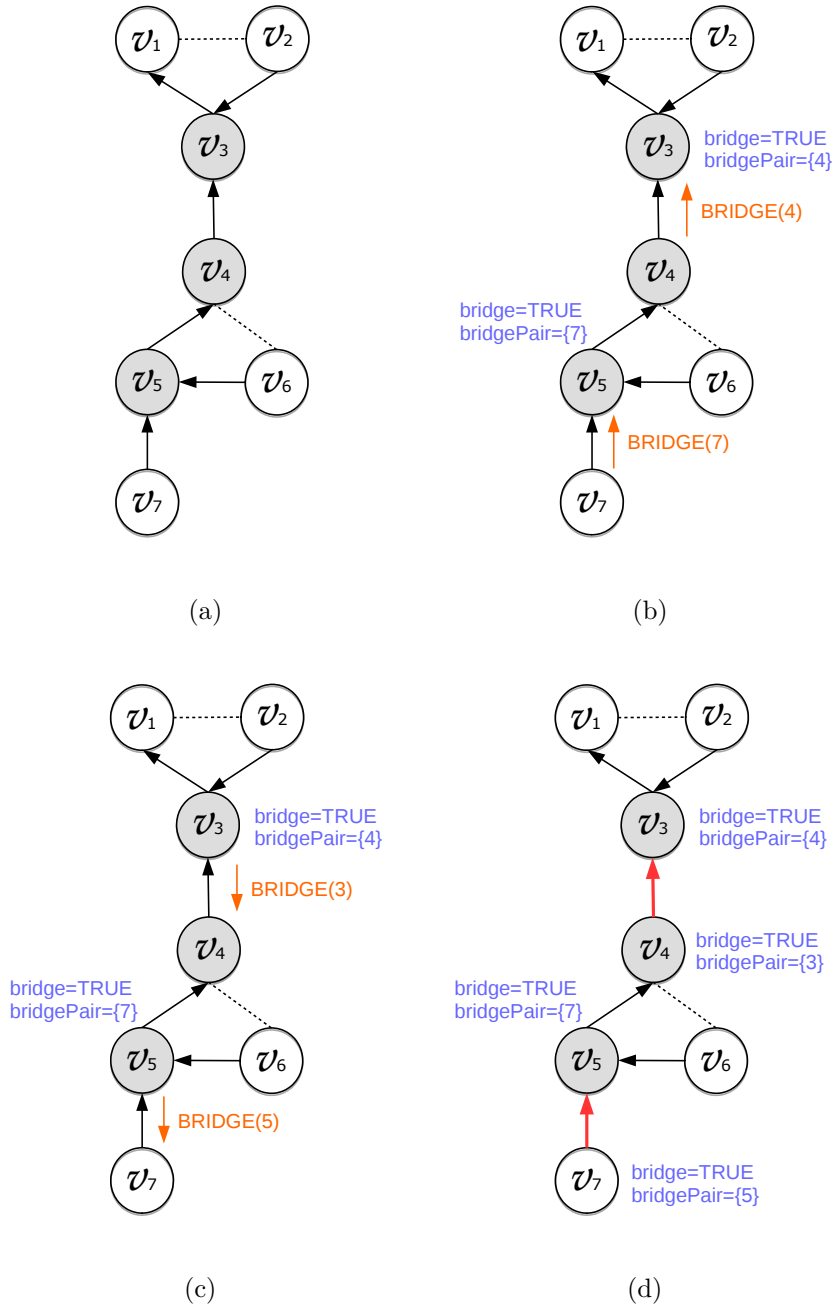 v1 v2
v3
v4
v5 v6
v7
(a)
v1 v2
v3
bridge=TRUE
bridgePair={4}
BRIDGE(4)
v4
bridge=TRUE
bridgePair={7}
v5 v6
BRIDGE(7)
v7
(b)
v1 v2
v3
bridge=TRUE
bridgePair={4}
BRIDGE(3)
v4
bridge=TRUE
bridgePair={7}
v5 v6
BRIDGE(5)
v7
(c)
v1 v2
v3
bridge=TRUE
bridgePair={4}
v4
bridge=TRUE
bridgePair={3}
bridge=TRUE
bridgePair={7}
v5 v6
v7
bridge=TRUE
bridgePair={5}
(d)